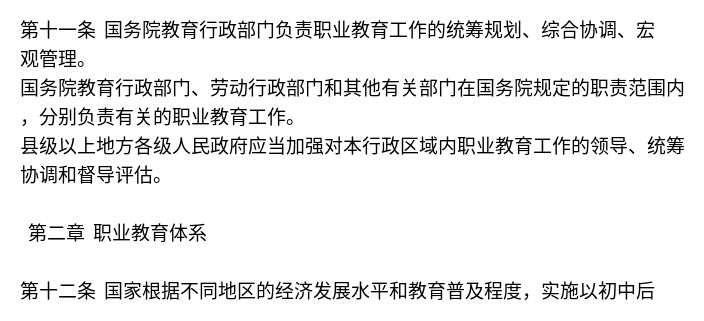 第十一条 国务院教育行政部门负责职业教育工作的统筹规划、综合协调、宏
观管理。
国务院教育行政部门、劳动行政部门和其他有关部门在国务院规定的职责范围内
，分别负责有关的职业教育工作。
县级以上地方各级人民政府应当加强对本行政区域内职业教育工作的领导、统筹
协调和督导评估。
第二章 职业教育体系
第十二条 国家根据不同地区的经济发展水平和教育普及程度，实施以初中后